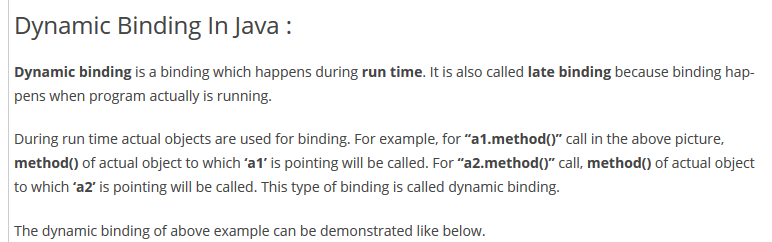 Dynamic Binding In Java :
Dynamic binding is a binding which happens during run time. It is also called late binding because binding hap-
pens when program actually is running.
During run time actual objects are used for binding. For example, for “a1.method()” call in the above picture,
method() of actual object to which ‘a1’ is pointing will be called. For “a2.method()” call, method() of actual object
to which ‘a2’ is pointing will be called. This type of binding is called dynamic binding.
The dynamic binding of above example can be demonstrated like below.